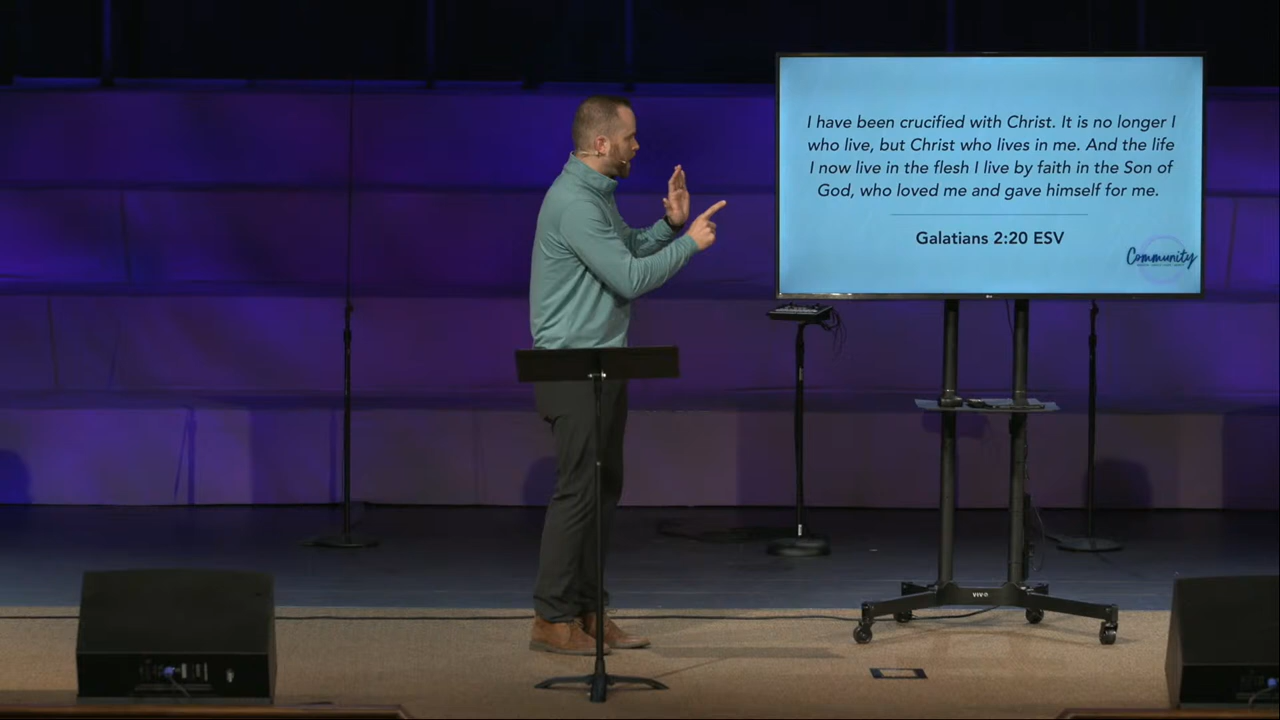 I have been crucified with Christ. It is no longer I
who live, but Christ who lives in me. And the life
I now live in the flesh I live by faith in the Son of
God, who loved me and gave himself for me.
Galatians 2:20 ESV
Community
VIVO